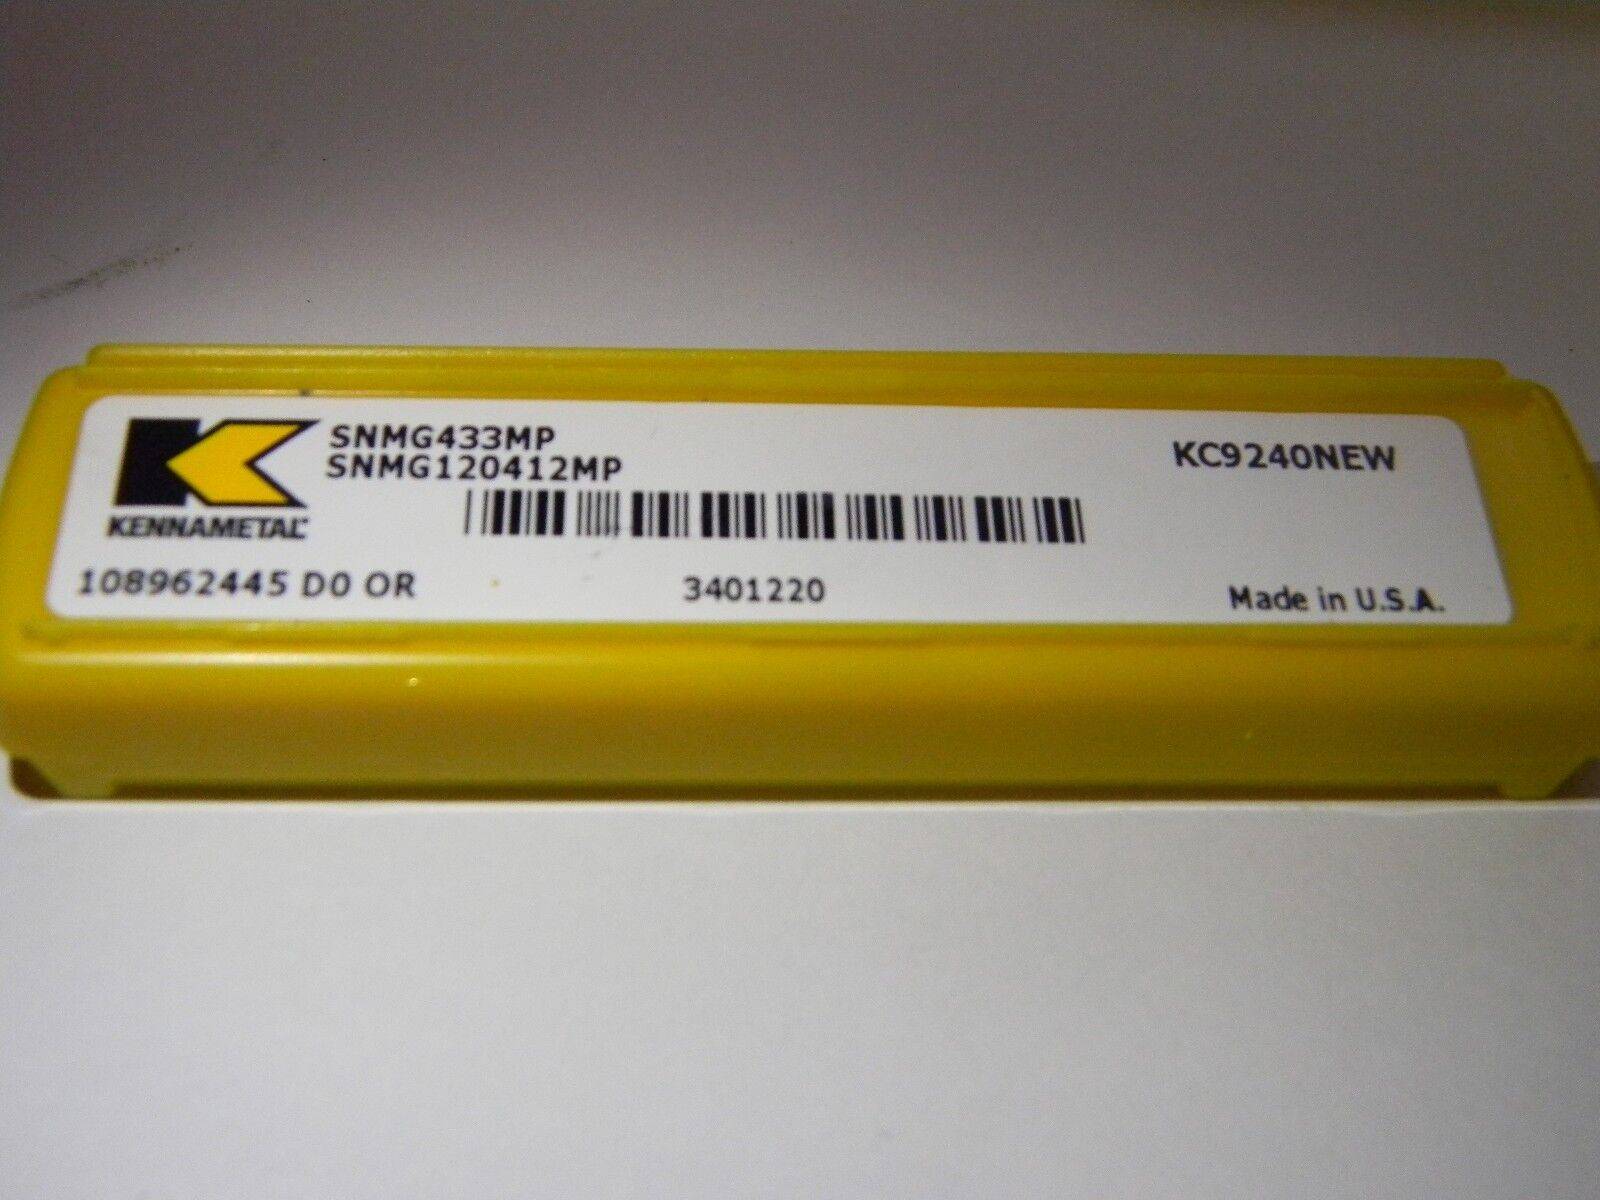 SNMG433MP
SNMG120412MP
KC9240NEW
KENNAMETAL
108962445 D0 OR
3401220
Made in U.S.A.